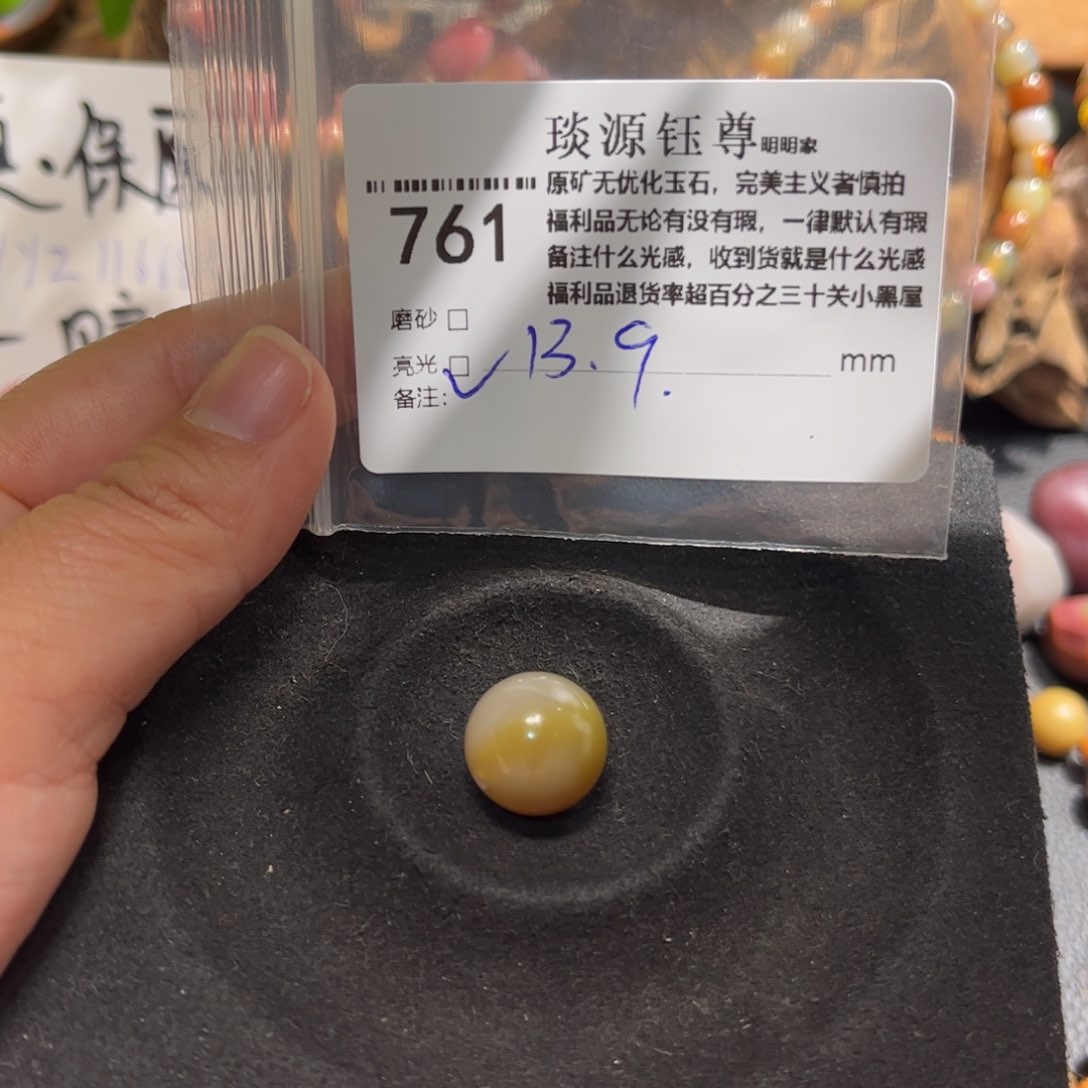 琰源钰尊明明家
原矿无优化玉石，完美主义者慎拍
761
福利品无论有没有瑕，一律默认有瑕
备注什么光感，收到货就是什么光感
福利品退货率超百分之三十关小黑屋
磨砂 □
亮光 □ ✓ 13.9. mm
备注：
·保